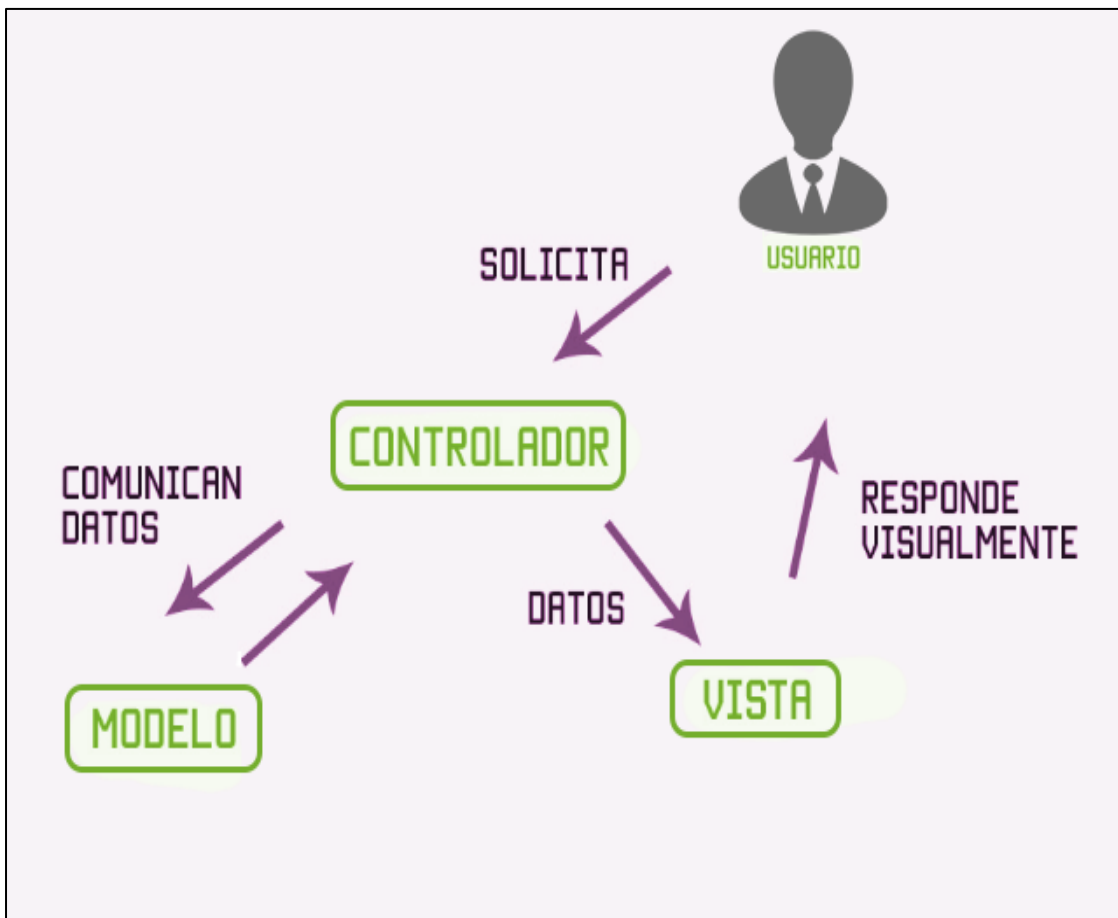 USUARIO
SOLICITA
CONTROLADOR
COMUNICAN
DATOS
RESPONDE
VISUALMENTE
DATOS
VISTA
MODELO